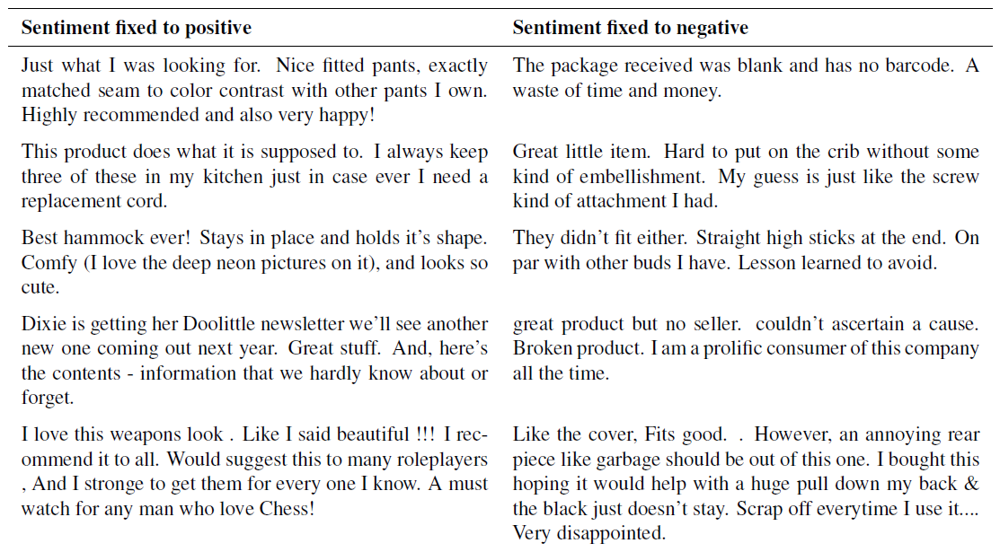 Sentiment fixed to positive
Sentiment fixed to negative
Just what I was looking for. Nice fitted pants, exactly
matched seam to color contrast with other pants I own.
Highly recommended and also very happy!
The package received was blank and has no barcode. A
waste of time and money.
This product does what it is supposed to. I always keep
three of these in my kitchen just in case ever I need a
replacement cord.
Great little item. Hard to put on the crib without some
kind of embellishment. My guess is just like the screw
kind of attachment I had.
Best hammock ever! Stays in place and holds it's shape.
Comfy (I love the deep neon pictures on it), and looks so
cute.
They didn't fit either. Straight high sticks at the end. On
par with other buds I have. Lesson learned to avoid.
Dixie is getting her Doolittle newsletter we'll see another
new one coming out next year. Great stuff. And, here's
the contents - information that we hardly know about or
forget.
great product but no seller. couldn't ascertain a cause.
Broken product. I am a prolific consumer of this company
all the time.
I love this weapons look . Like I said beautiful !!! I rec-
ommend it to all. Would suggest this to many roleplayers
, And I stronge to get them for every one I know. A must
watch for any man who love Chess!
Like the cover, Fits good. . However, an annoying rear
piece like garbage should be out of this one. I bought this
hoping it would help with a huge pull down my back &
the black just doesn't stay. Scrap off everytime I use it....
Very disappointed.